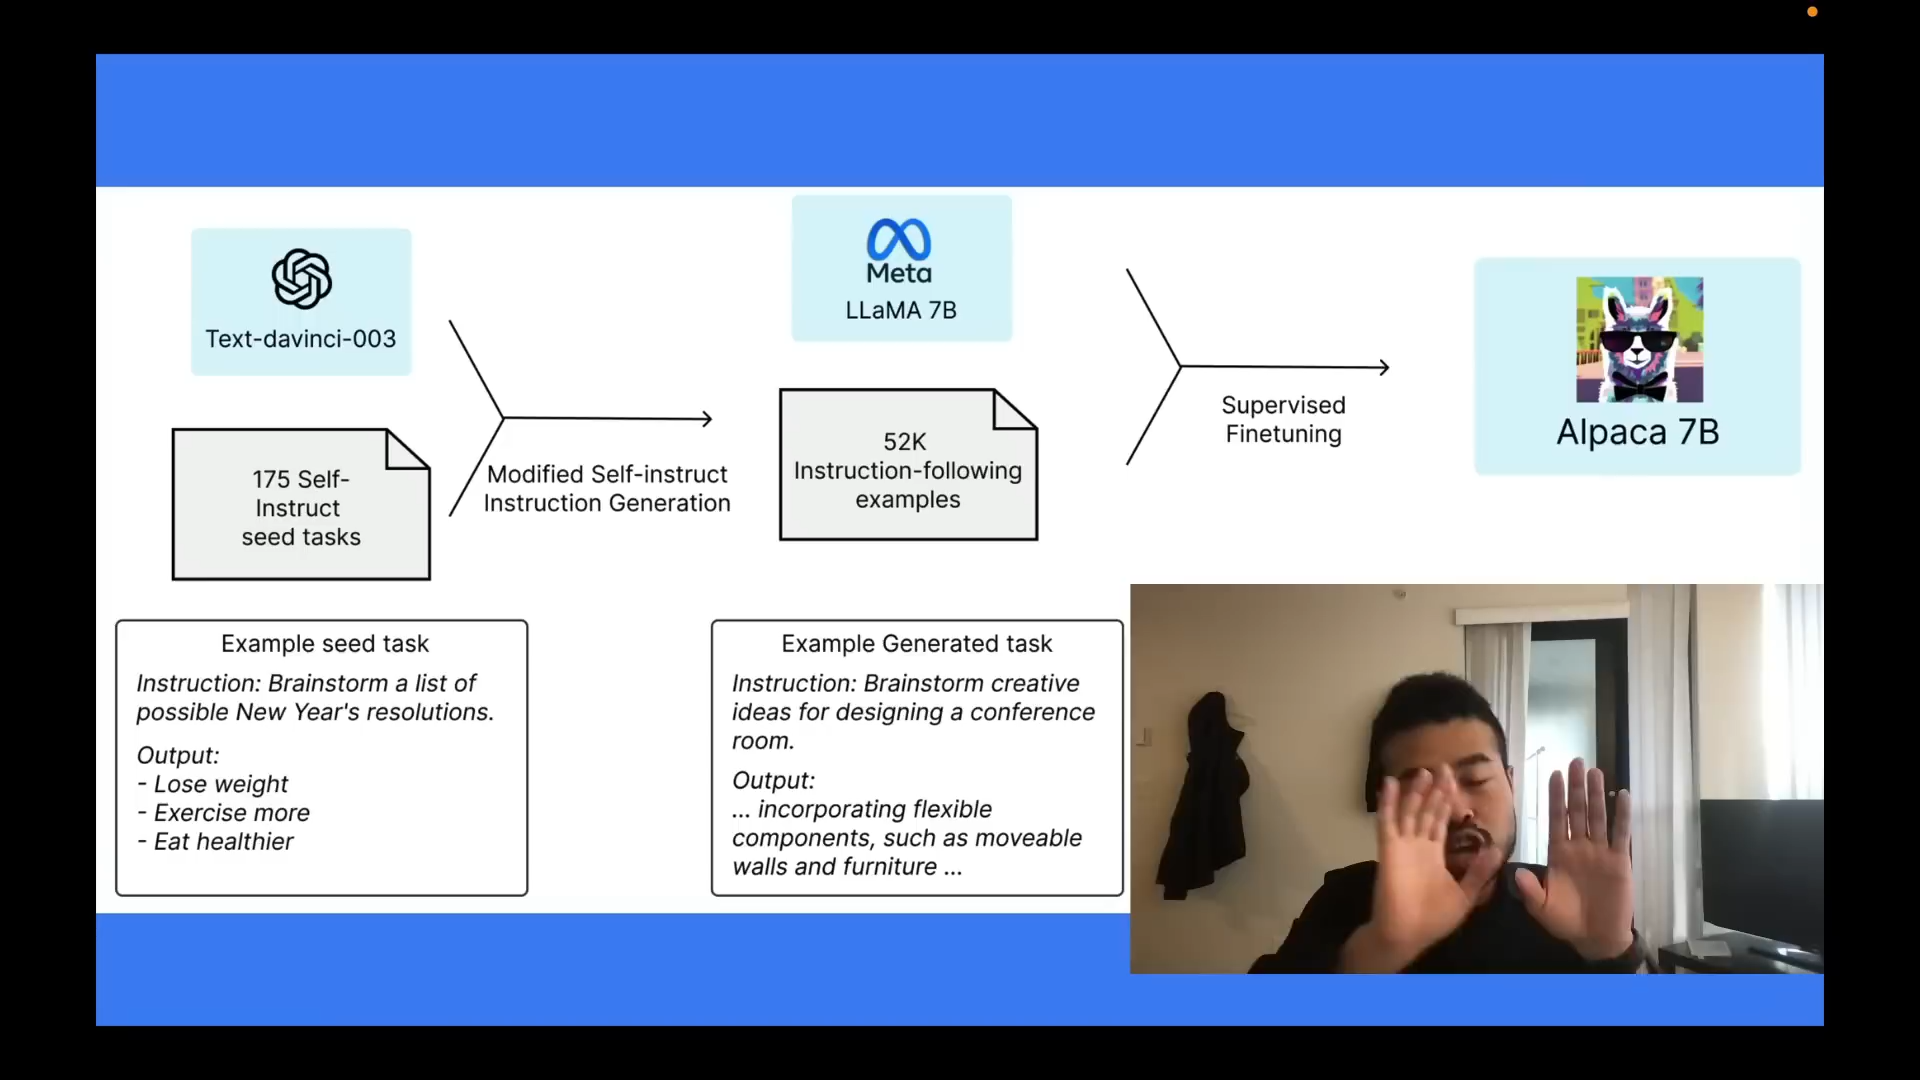 Text-davinci-003
175 Self-
Instruct
seed tasks
Modified Self-instruct
Instruction Generation
Meta
LLaMA 7B
52K
Instruction-following
examples
Supervised
Finetuning
Alpaca 7B
Example seed task
Instruction: Brainstorm a list of
possible New Year's resolutions.
Output:
- Lose weight
- Exercise more
- Eat healthier
Example Generated task
Instruction: Brainstorm creative
ideas for designing a conference
room.
Output:
... incorporating flexible
components, such as moveable
walls and furniture ...